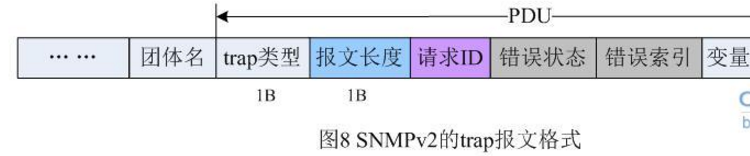 PDU
…… 团体名 trap类型 报文长度 请求ID 错误状态 错误索引 变量
1B 1B
图8 SNMPv2的trap报文格式